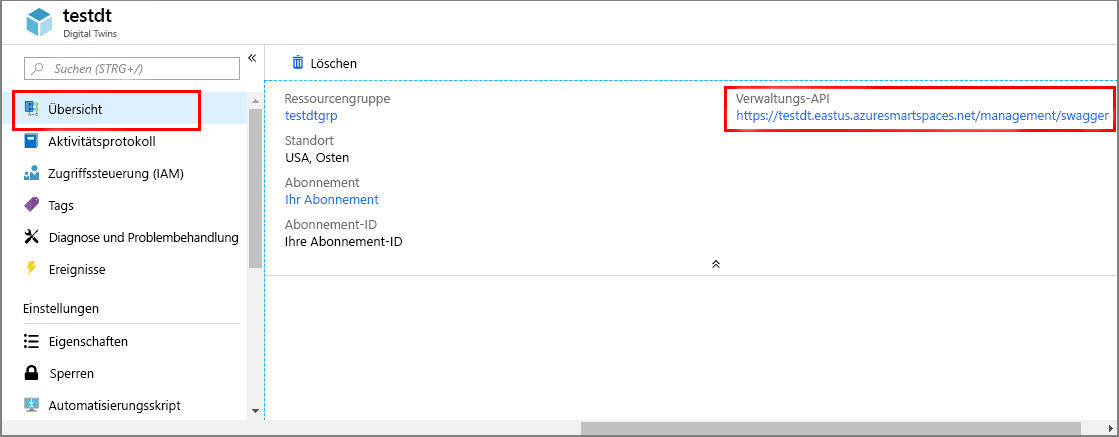 testdt
Digital Twins
Suchen (STRG+/)
Übersicht
Aktivitätsprotokoll
Zugriffssteuerung (IAM)
Tags
Diagnose und Problembehandlung
Ereignisse
Einstellungen
Eigenschaften
Sperren
Automatisierungsskript
Löschen
Ressourcengruppe
testdtgrp
Standort
USA, Osten
Abonnement
Ihr Abonnement
Abonnement-ID
Ihre Abonnement-ID
Verwaltungs-API
https://testdt.eastus.azuresmartspaces.net/management/swagger